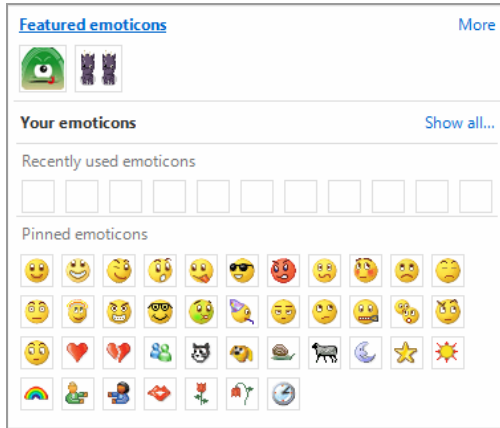 Featured emoticons More
Your emoticons Show all...
Recently used emoticons
Pinned emoticons